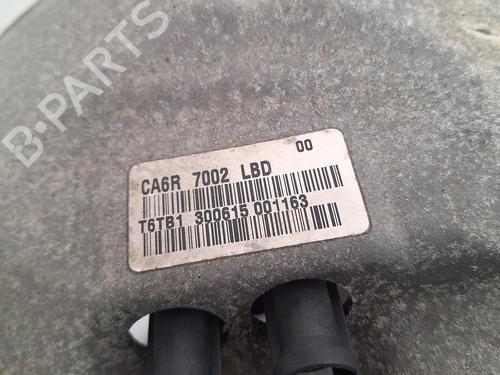 B-PARTS
00
CA6R 7002 LBD
T6TB1 300615 001163